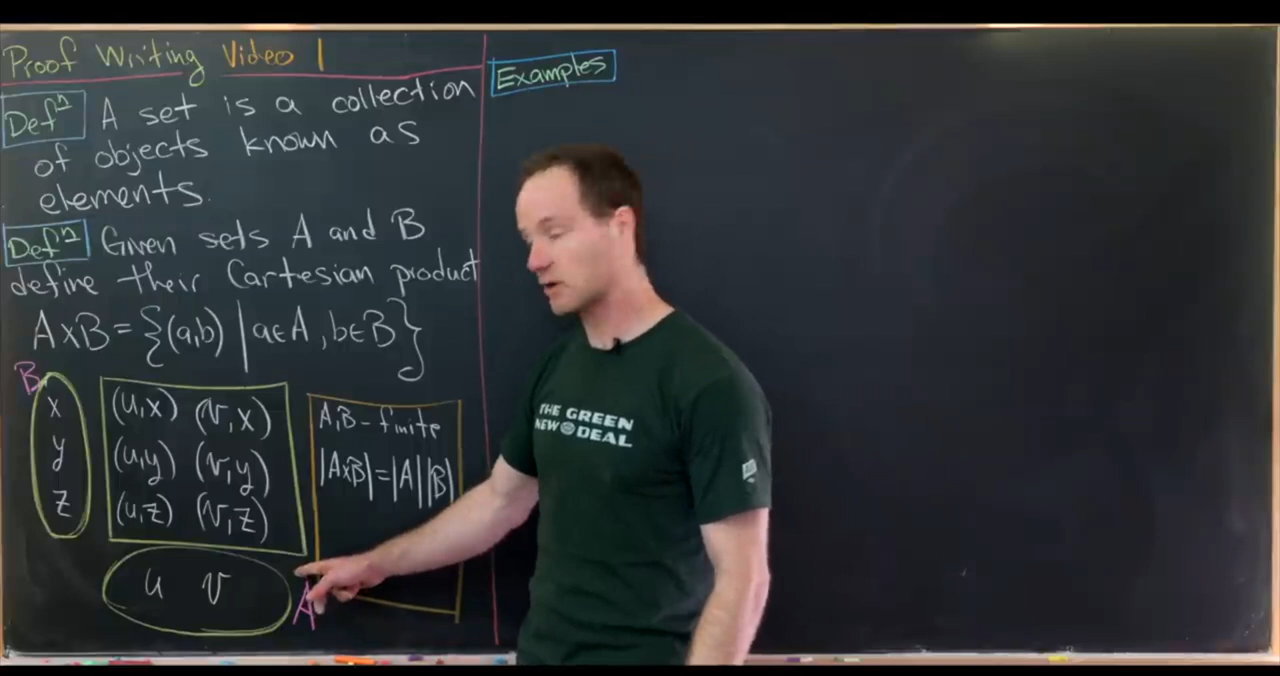 Proof Writing Video 1
Defⁿ A set is a collection
of objects known as
elements.
Defⁿ Given sets A and B
define their Cartesian product
A×B = {(a,b) | a∈A, b∈B}
B
x
y
z
(u,x) (v,x)
(u,y) (v,y)
(u,z) (v,z)
u v
A
A,B – finite
|A×B| = |A||B|
Examples
THE GREEN
NEW DEAL